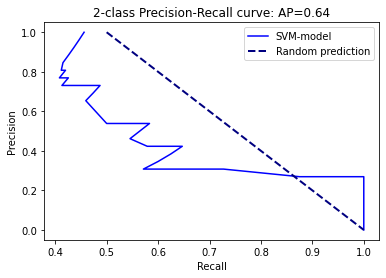 2-class Precision-Recall curve: AP=0.64
SVM-model
Random prediction
Precision
1.0
0.8
0.6
0.4
0.2
0.0
0.4 0.5 0.6 0.7 0.8 0.9 1.0
Recall